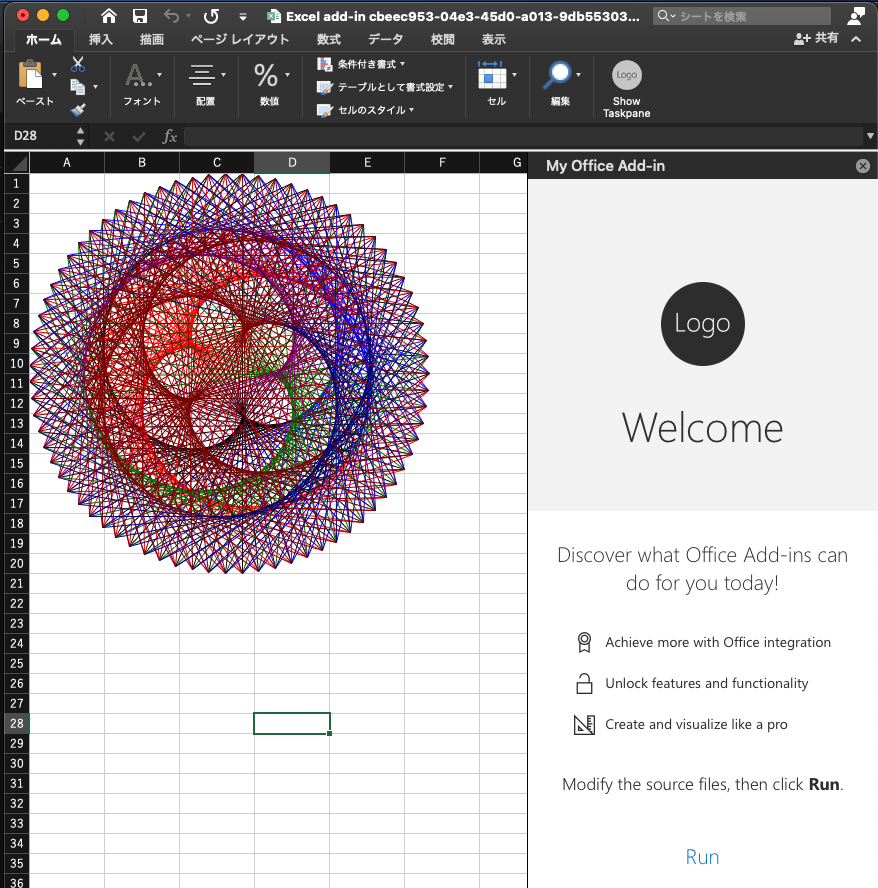 Excel add-in cbeec953-04e3-45d0-a013-9db55303...
シートを検索
ホーム 挿入 描画 ページ レイアウト 数式 データ 校閲 表示 共有
ペースト フォント 配置 % 数値 条件付き書式 テーブルとして書式設定 セルのスタイル セル 編集 Logo Show Taskpane
D28 fx
A B C D E F G
My Office Add-in
1
2
3
4
5
6
7
8
9
10
11
12
13
14
15
16
17
18
19
20
21
22
23
24
25
26
27
28
29
30
31
32
33
34
35
36
Logo
Welcome
Discover what Office Add-ins can
do for you today!
Achieve more with Office integration
Unlock features and functionality
Create and visualize like a pro
Modify the source files, then click Run.
Run